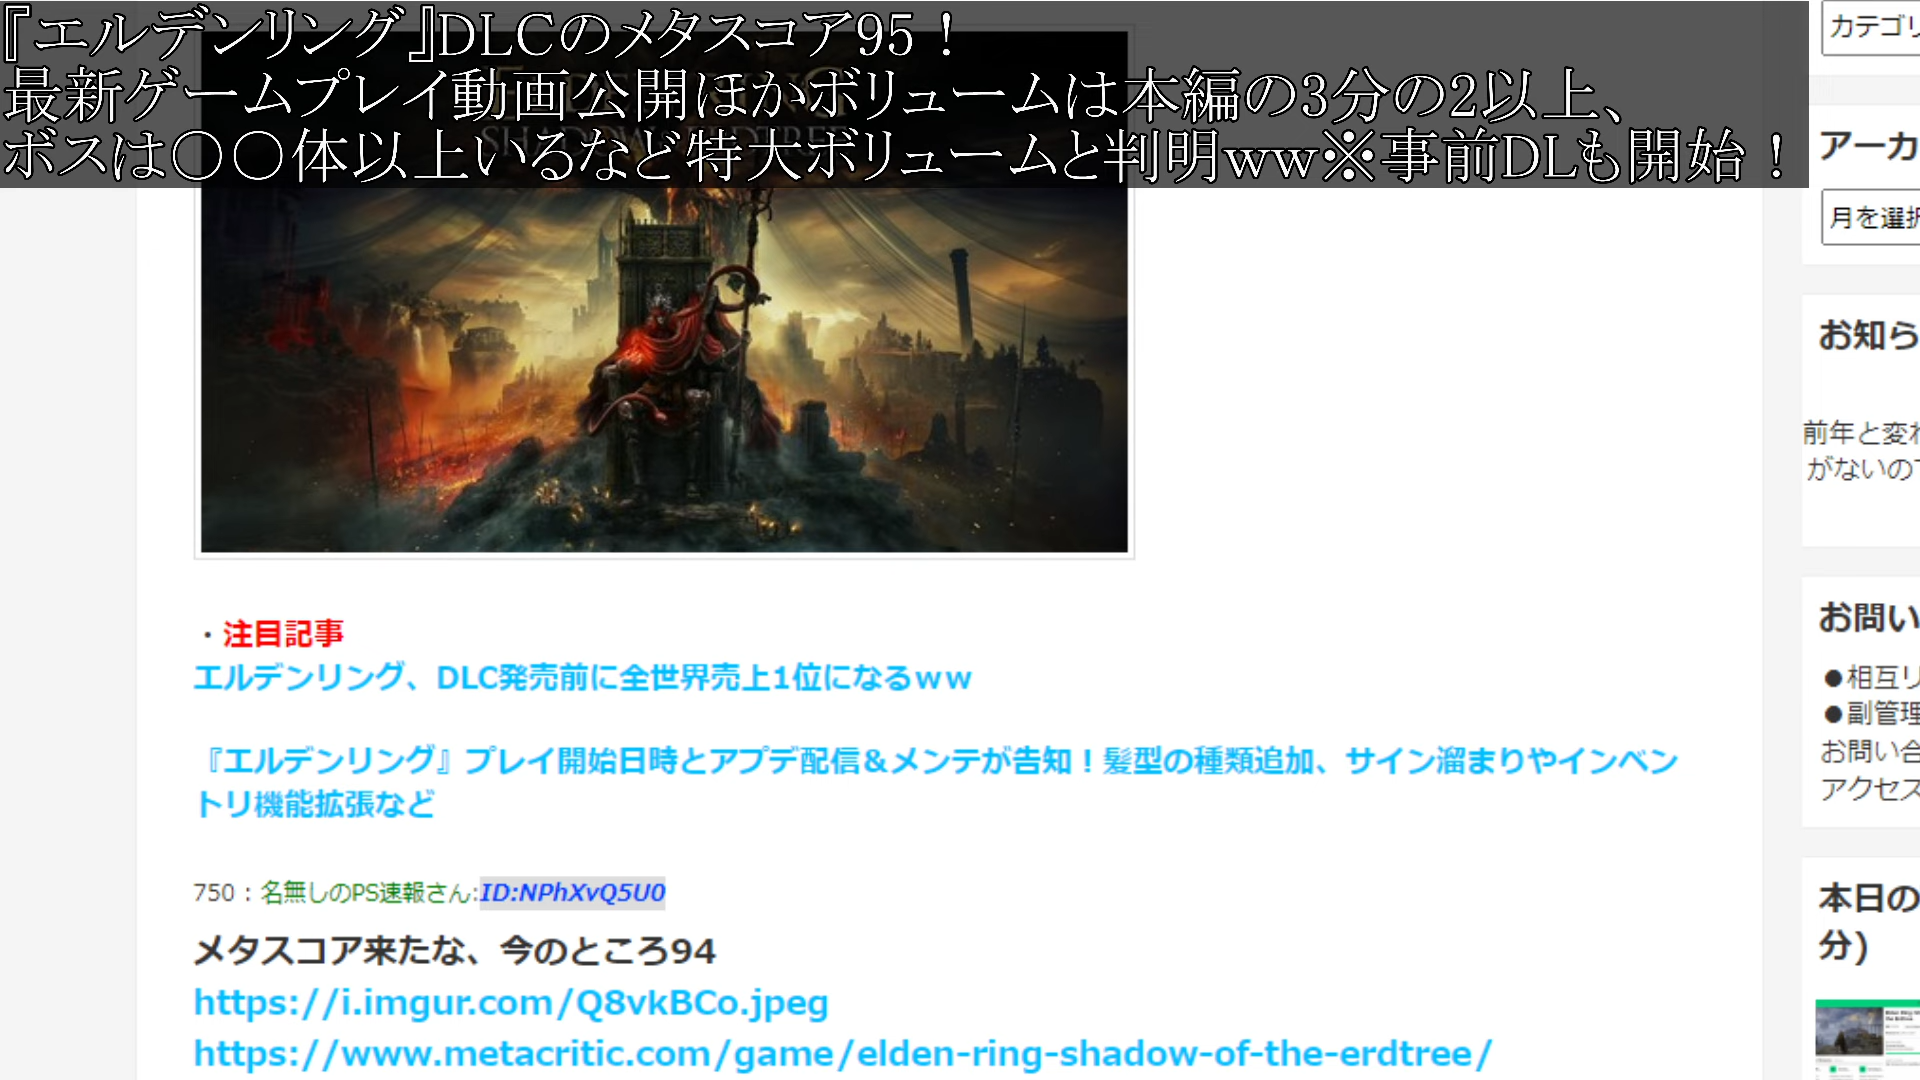 『エルデンリング』DLCのメタスコア95！
最新ゲームプレイ動画公開ほかボリュームは本編の3分の2以上、
ボスは〇〇体以上いるなど特大ボリュームと判明ww※事前DLも開始！
カテゴリ
アーカ
月を選択
お知ら
前年と変わ
がないので
・注目記事
エルデンリング、DLC発売前に全世界売上1位になるｗｗ
『エルデンリング』プレイ開始日時とアプデ配信＆メンテが告知！髪型の種類追加、サイン溜まりやインベン
トリ機能拡張など
お問い
●相互リ
●副管理
お問い合
アクセス
750 : 名無しのPS速報さん:ID:NPhXvQ5U0
メタスコア来たな、今のところ94
https://i.imgur.com/Q8vkBCo.jpeg
https://www.metacritic.com/game/elden-ring-shadow-of-the-erdtree/
本日の
分)